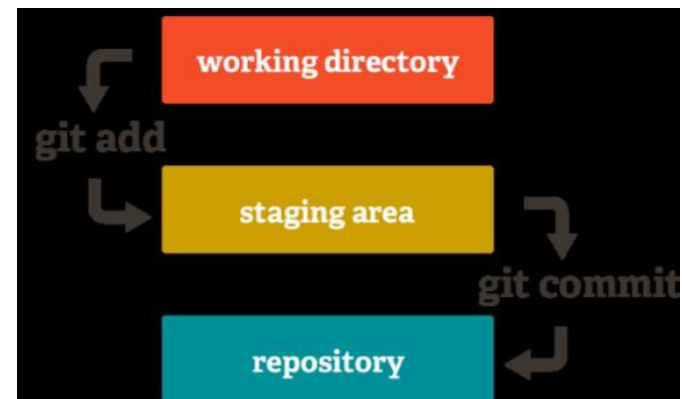 working directory
git add
staging area
git commit
repository